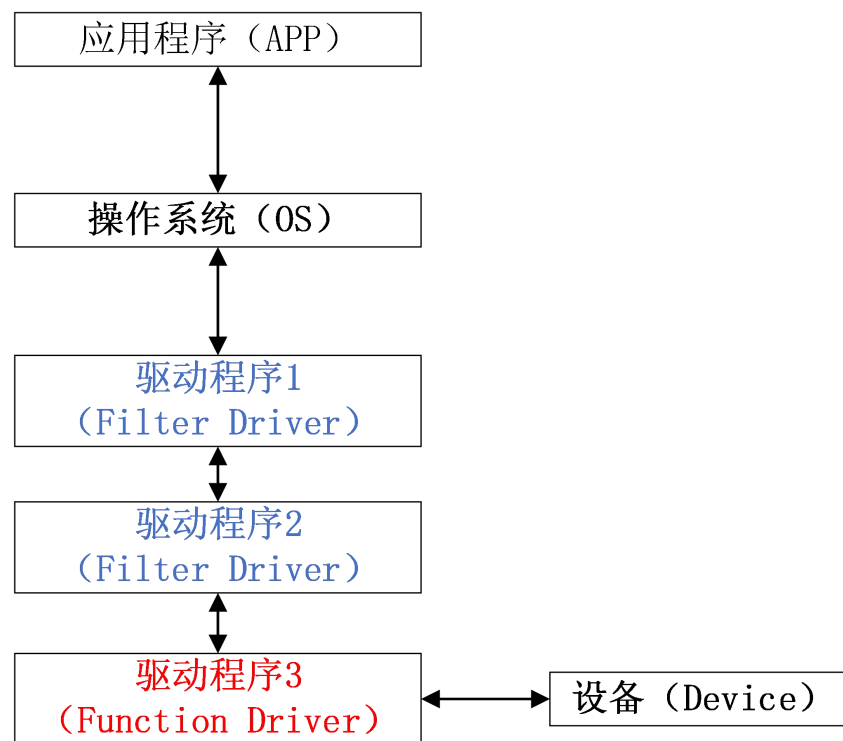 应用程序（APP）
操作系统（OS）
驱动程序1
（Filter Driver）
驱动程序2
（Filter Driver）
驱动程序3
（Function Driver）
设备（Device）